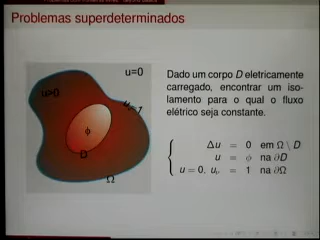 Problemas superdeterminados
u=0
u>0
ϕ
D
Ω
Dado um corpo D eletricamente
carregado, encontrar um iso-
lamento para o qual o fluxo
elétrico seja constante.
Δu = 0 em Ω \ D
u = ϕ na ∂D
u = 0, uᵥ = 1 na ∂Ω